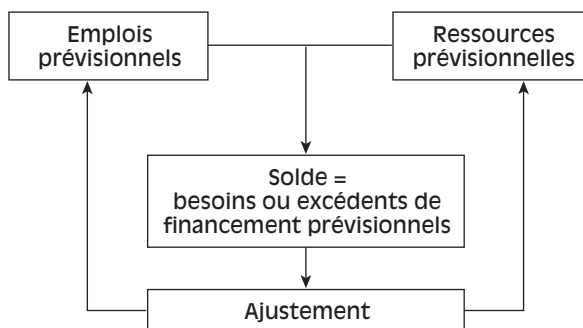 Emplois
prévisionnels
Ressources
prévisionnelles
Solde =
besoins ou excédents de
financement prévisionnels
Ajustement